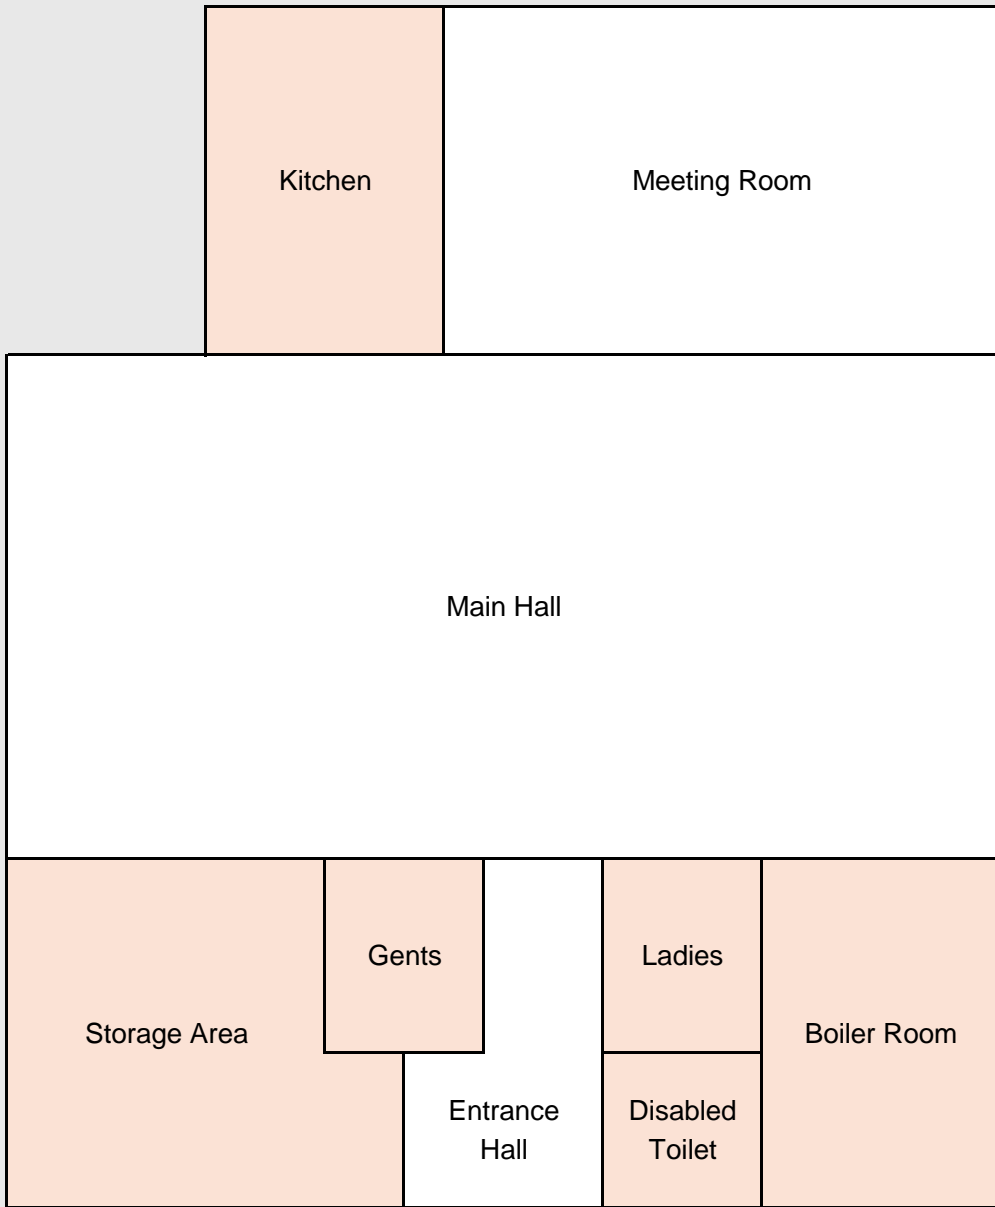 Kitchen
Meeting Room
Main Hall
Gents
Ladies
Storage Area
Boiler Room
Entrance
Hall
Disabled
Toilet